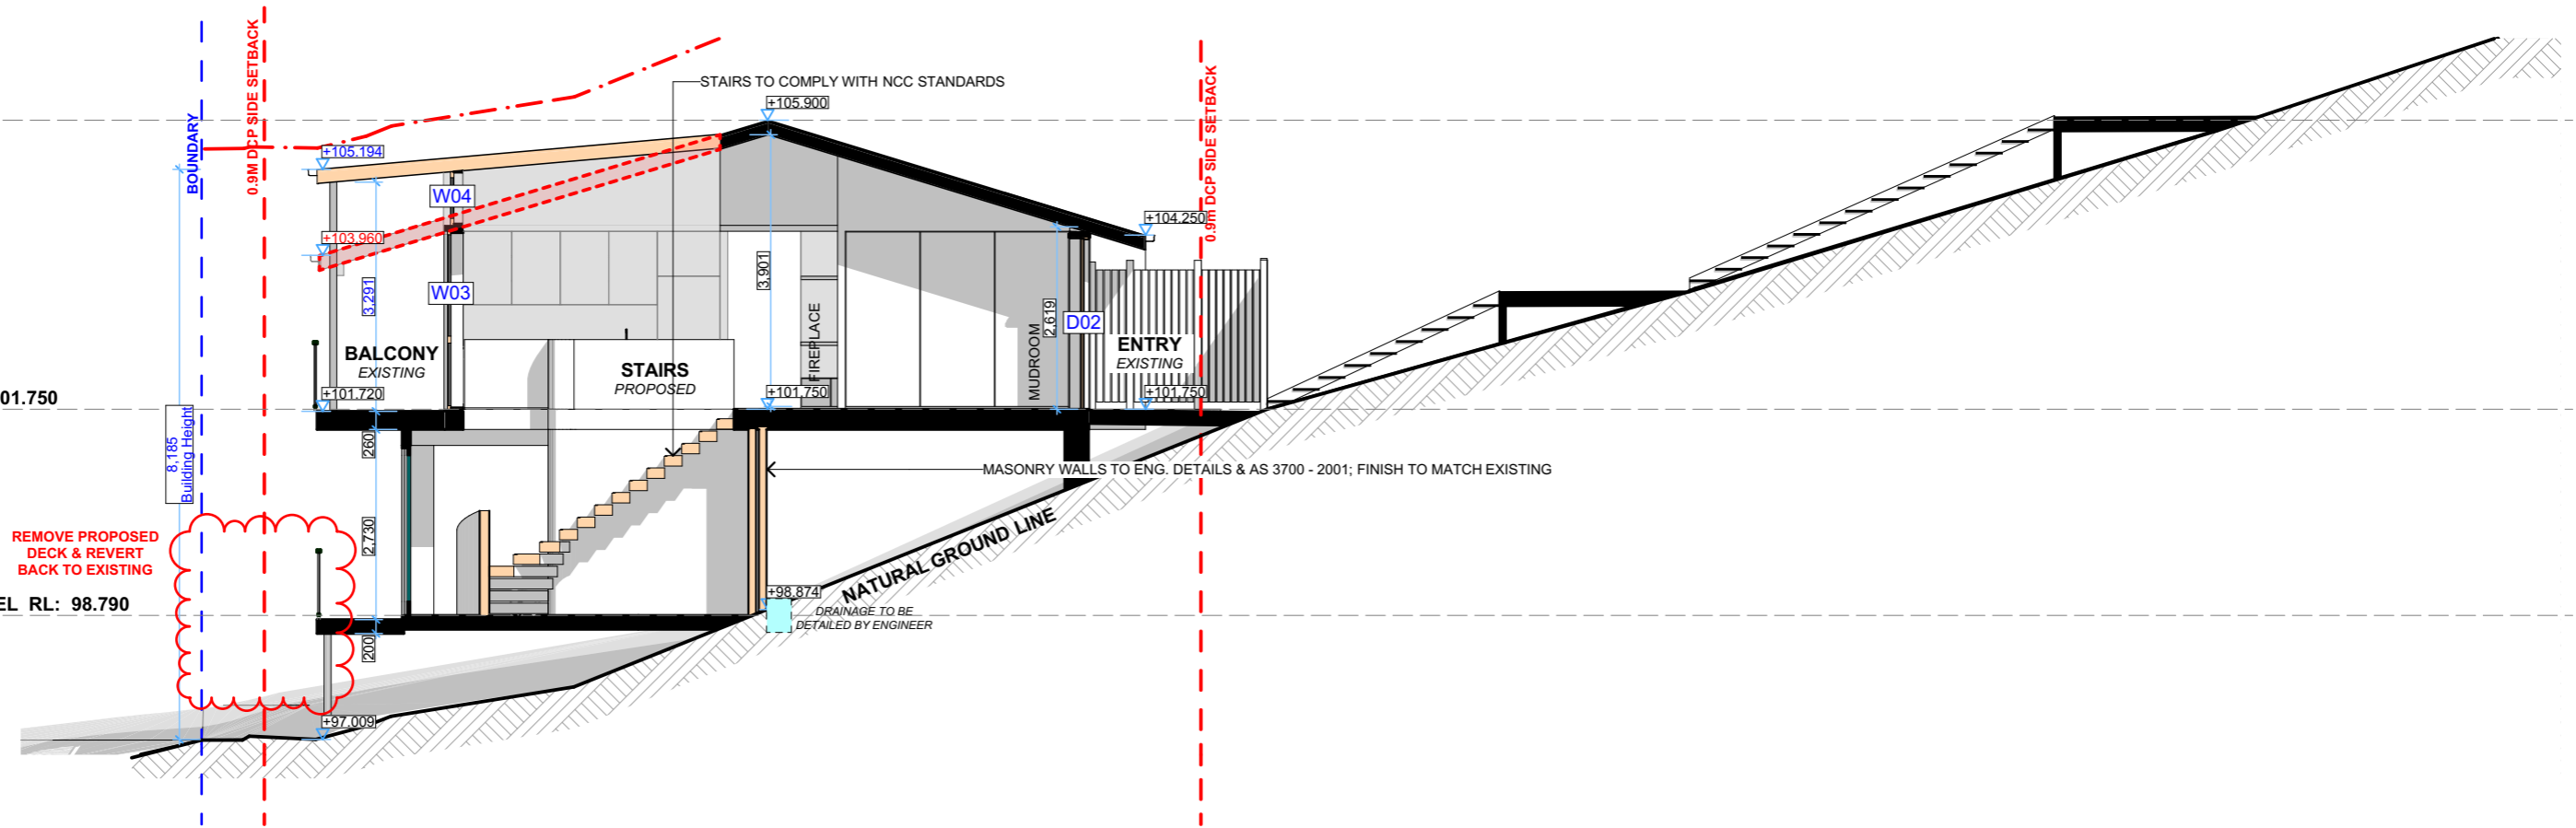 BOUNDARY
0.9M DCP SIDE SETBACK
STAIRS TO COMPLY WITH NCC STANDARDS
+105.900
0.9m DCP SIDE SETBACK
+105.194
W04
+104.250
+103.960
3,291
W03
3,901
FIREPLACE
2,619
MUDROOM
D02
BALCONY
EXISTING
STAIRS
PROPOSED
ENTRY
EXISTING
+101.720
+101.750
+101.750
01.750
8,185
Building Height
260
MASONRY WALLS TO ENG. DETAILS & AS 3700 - 2001; FINISH TO MATCH EXISTING
REMOVE PROPOSED
DECK & REVERT
BACK TO EXISTING
2,730
NATURAL GROUND LINE
+98.874
EL RL: 98.790
DRAINAGE TO BE
DETAILED BY ENGINEER
200
+97.009